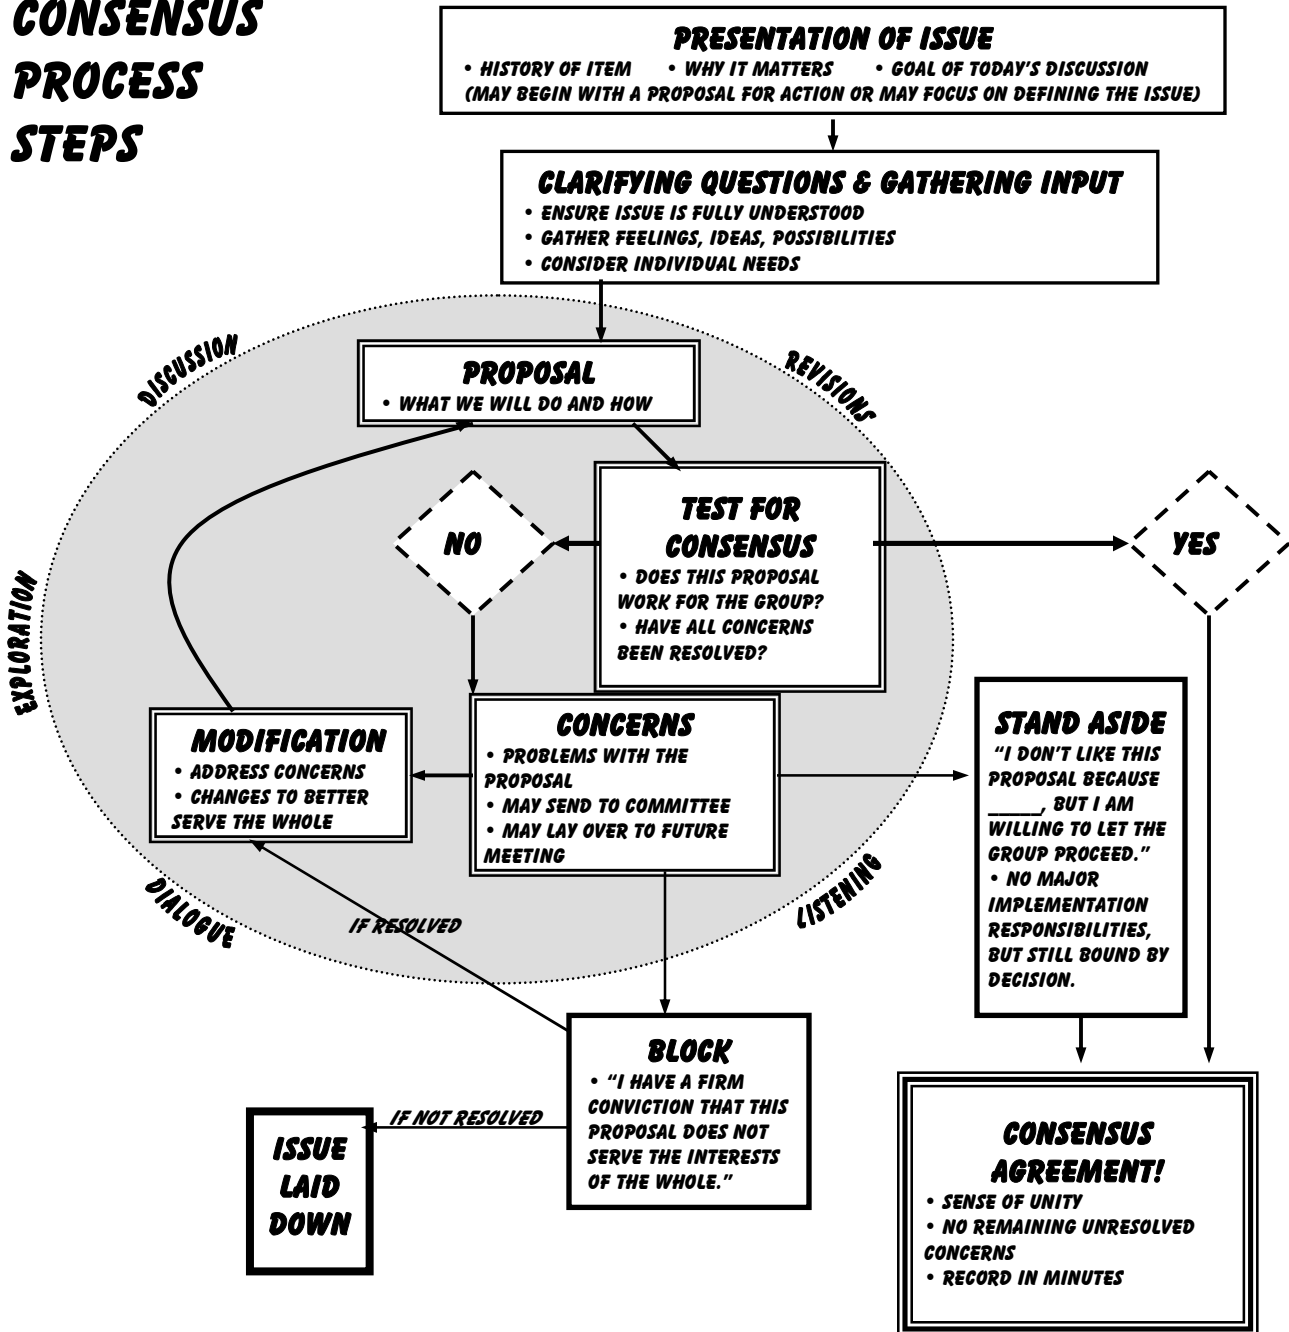 CONSENSUS
PROCESS
STEPS
PRESENTATION OF ISSUE
• HISTORY OF ITEM • WHY IT MATTERS • GOAL OF TODAY'S DISCUSSION
(MAY BEGIN WITH A PROPOSAL FOR ACTION OR MAY FOCUS ON DEFINING THE ISSUE)
CLARIFYING QUESTIONS & GATHERING INPUT
• ENSURE ISSUE IS FULLY UNDERSTOOD
• GATHER FEELINGS, IDEAS, POSSIBILITIES
• CONSIDER INDIVIDUAL NEEDS
DISCUSSION
REVISIONS
PROPOSAL
• WHAT WE WILL DO AND HOW
NO
TEST FOR
CONSENSUS
• DOES THIS PROPOSAL
WORK FOR THE GROUP?
• HAVE ALL CONCERNS
BEEN RESOLVED?
YES
EXPLORATION
MODIFICATION
• ADDRESS CONCERNS
• CHANGES TO BETTER
SERVE THE WHOLE
CONCERNS
• PROBLEMS WITH THE
PROPOSAL
• MAY SEND TO COMMITTEE
• MAY LAY OVER TO FUTURE
MEETING
STAND ASIDE
"I DON'T LIKE THIS
PROPOSAL BECAUSE
_____, BUT I AM
WILLING TO LET THE
GROUP PROCEED."
• NO MAJOR
IMPLEMENTATION
RESPONSIBILITIES,
BUT STILL BOUND BY
DECISION.
DIALOGUE
LISTENING
IF RESOLVED
BLOCK
• "I HAVE A FIRM
CONVICTION THAT THIS
PROPOSAL DOES NOT
SERVE THE INTERESTS
OF THE WHOLE."
IF NOT RESOLVED
ISSUE
LAID
DOWN
CONSENSUS
AGREEMENT!
• SENSE OF UNITY
• NO REMAINING UNRESOLVED
CONCERNS
• RECORD IN MINUTES